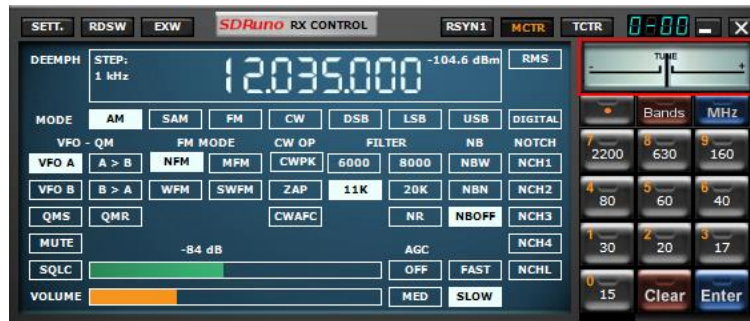 SETT. RDSW EXW SDRuno RX CONTROL RSYN1 MCTR TCTR 0-00
DEEMPH STEP: 1 kHz 12.035.000 -104.6 dBm RMS
TUNE
- +
MODE AM SAM FM CW DSB LSB USB DIGITAL
Bands MHz
VFO - QM FM MODE CW OP FILTER NB NOTCH
VFO A A > B NFM MFM CWPK 6000 8000 NBW NCH1
7 2200 8 630 9 160
VFO B B > A WFM SWFM ZAP 11K 20K NBN NCH2
4 80 5 60 6 40
QMS QMR CWAFC NR NBOFF NCH3
MUTE -84 dB AGC NCH4
1 30 2 20 3 17
SQLC OFF FAST NCHL
VOLUME MED SLOW
0 15 Clear Enter